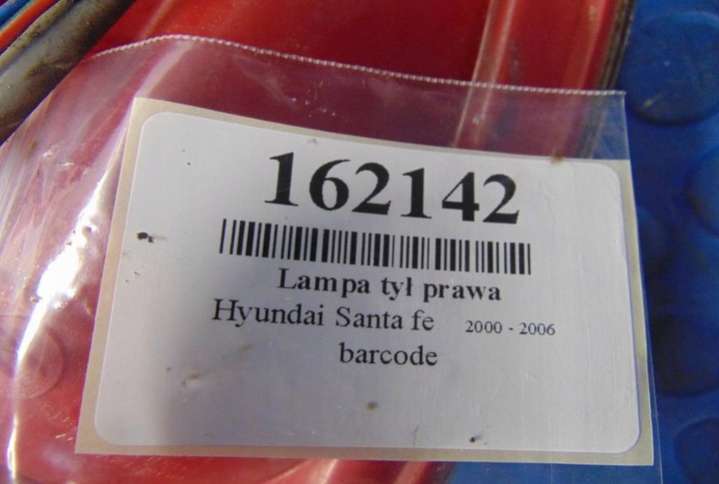 162142
Lampa tył prawa
Hyundai Santa fe 2000 - 2006
barcode